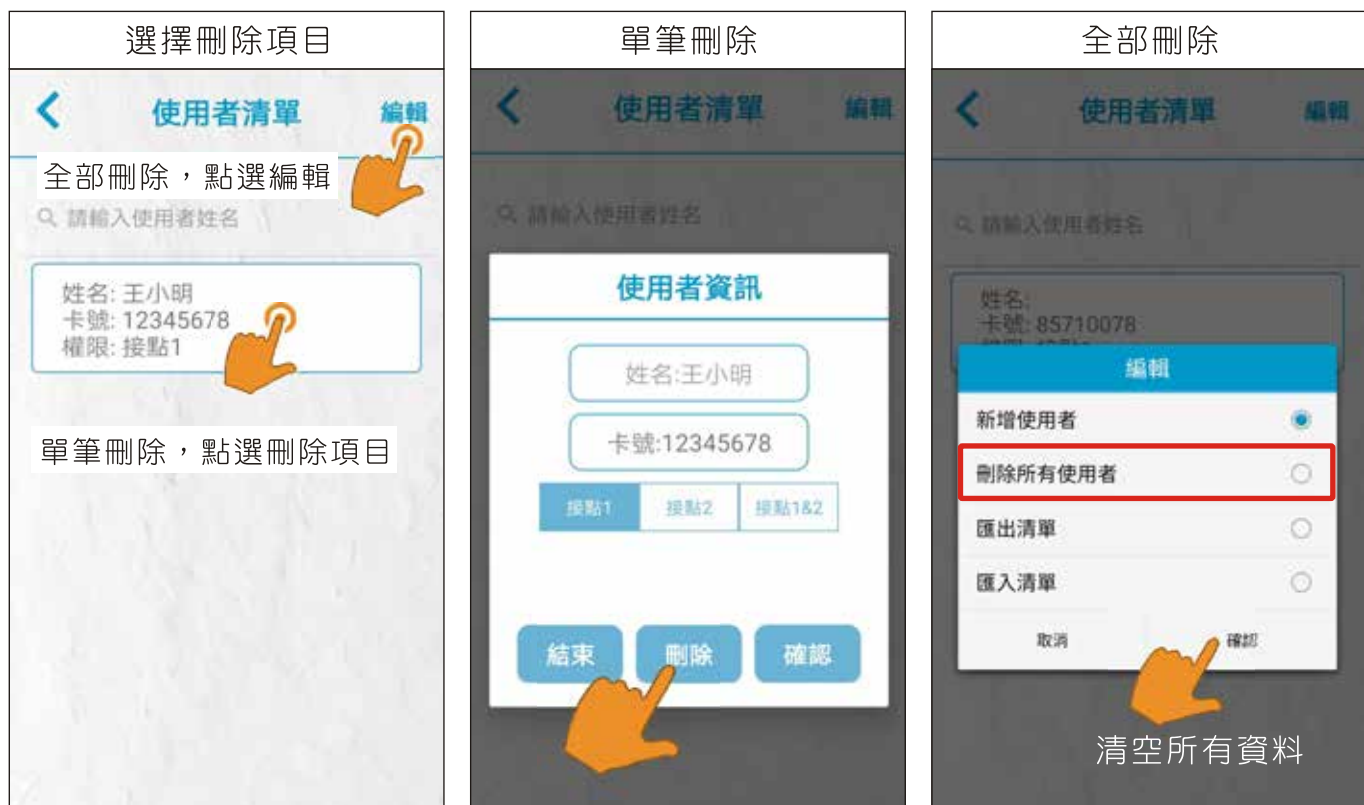 選擇刪除項目
使用者清單
編輯
全部刪除，點選編輯
請輸入使用者姓名
姓名: 王小明
卡號: 12345678
權限: 接點1
單筆刪除，點選刪除項目
單筆刪除
使用者清單
編輯
請輸入使用者姓名
使用者資訊
姓名:王小明
卡號:12345678
接點1
接點2
接點1&2
結束
刪除
確認
全部刪除
使用者清單
編輯
請輸入使用者姓名
姓名:
卡號: 85710078
編輯
新增使用者
刪除所有使用者
匯出清單
匯入清單
取消
確認
清空所有資料